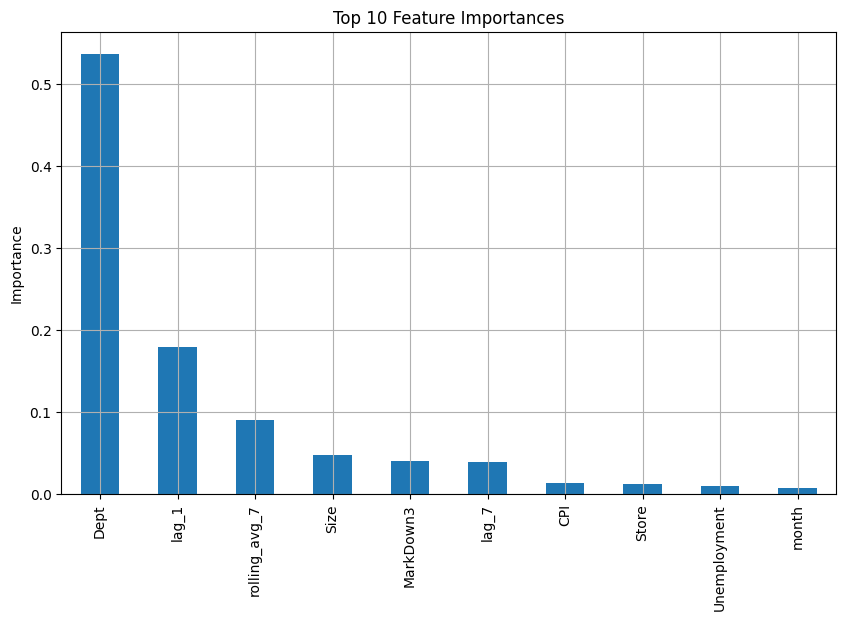 Top 10 Feature Importances
Importance
0.5
0.4
0.3
0.2
0.1
0.0
Dept
lag_1
rolling_avg_7
Size
MarkDown3
lag_7
CPI
Store
Unemployment
month